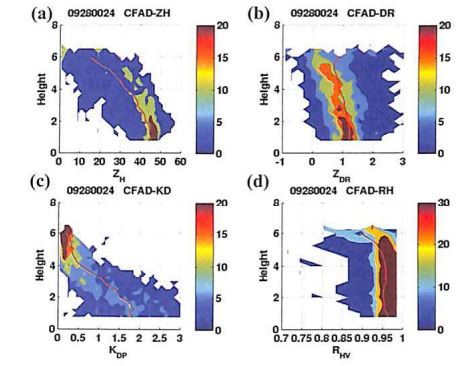 (a) 09280024 CFAD-ZH
8
6
4
2
0
Height
0 10 20 30 40 50 60
Z_H
20
15
10
5
0
(b) 09280024 CFAD-DR
8
6
4
2
0
Height
-1 0 1 2 3
Z_DR
20
15
10
5
0
(c) 09280024 CFAD-KD
8
6
4
2
0
Height
0 0.5 1 1.5 2 2.5 3
K_DP
20
15
10
5
0
(d) 09280024 CFAD-RH
8
6
4
2
0
Height
0.7 0.75 0.8 0.85 0.9 0.95 1
R_HV
30
20
10
0